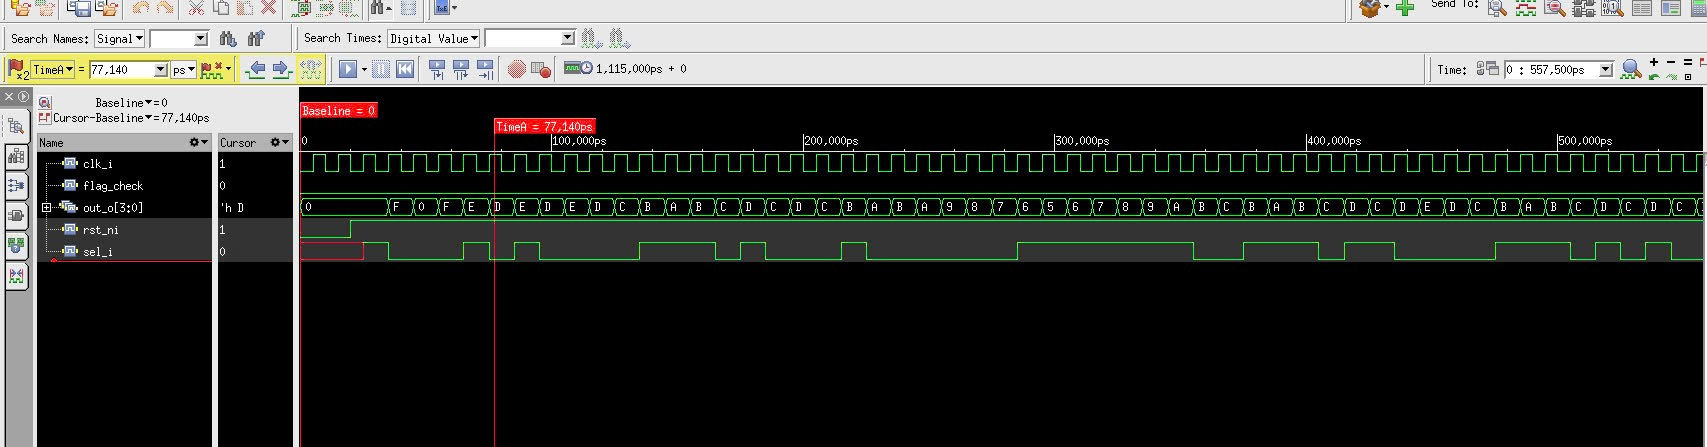 Send To:
Search Names: Signal
Search Times: Digital Value
x2 TimeA = 77,140 ps
1,115,000ps + 0
Time: 0 : 557,500ps
Baseline = 0
Cursor-Baseline = 77,140ps
Baseline = 0
TimeA = 77,140ps
Name Cursor
0 100,000ps 200,000ps 300,000ps 400,000ps 500,000ps
clk_i 1
flag_check 0
out_o[3:0] 'h D 0 F 0 F E D E D E D C B A B C D C D C B A B A 9 8 7 6 5 6 7 8 9 A B C B A B C D C D E D C B A B C D C D C
rst_ni 1
sel_i 0